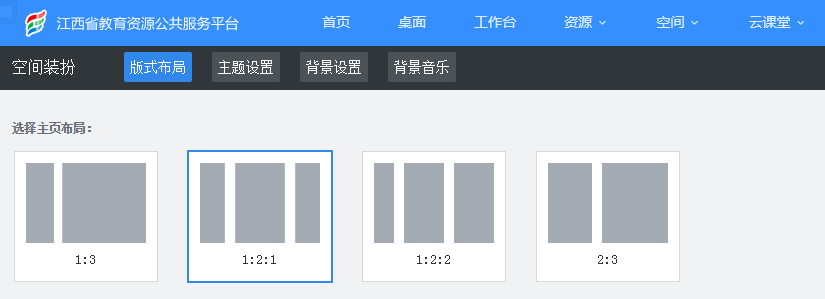 江西省教育资源公共服务平台 首页 桌面 工作台 资源 空间 云课堂
空间装扮 版式布局 主题设置 背景设置 背景音乐
选择主页布局：
1:3 1:2:1 1:2:2 2:3